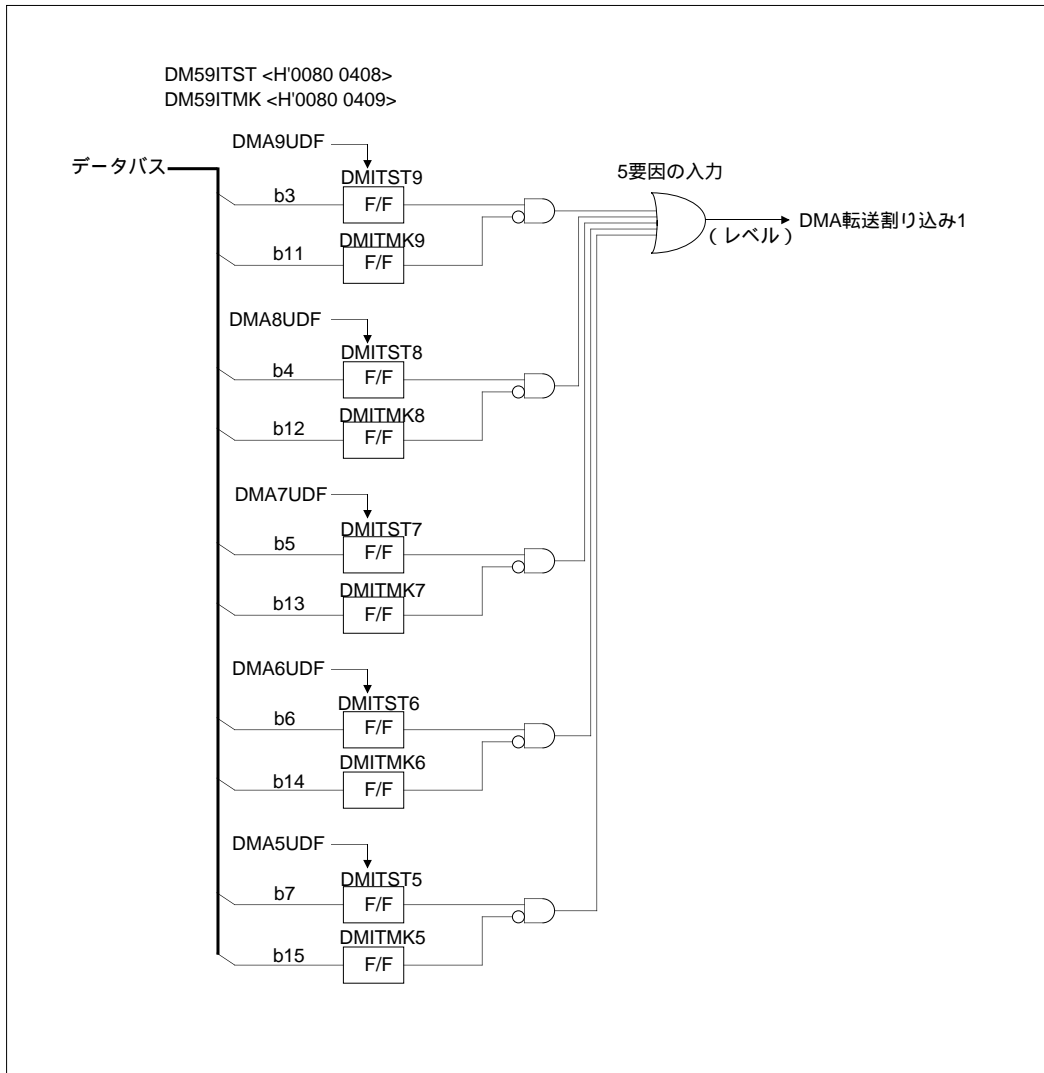 DM59ITST <H'0080 0408>
DM59ITMK <H'0080 0409>
データバス
DMA9UDF
DMITST9
b3
F/F
DMITMK9
b11
F/F
5要因の入力
(レベル)
DMA転送割り込み1
DMA8UDF
DMITST8
b4
F/F
DMITMK8
b12
F/F
DMA7UDF
DMITST7
b5
F/F
DMITMK7
b13
F/F
DMA6UDF
DMITST6
b6
F/F
DMITMK6
b14
F/F
DMA5UDF
DMITST5
b7
F/F
DMITMK5
b15
F/F